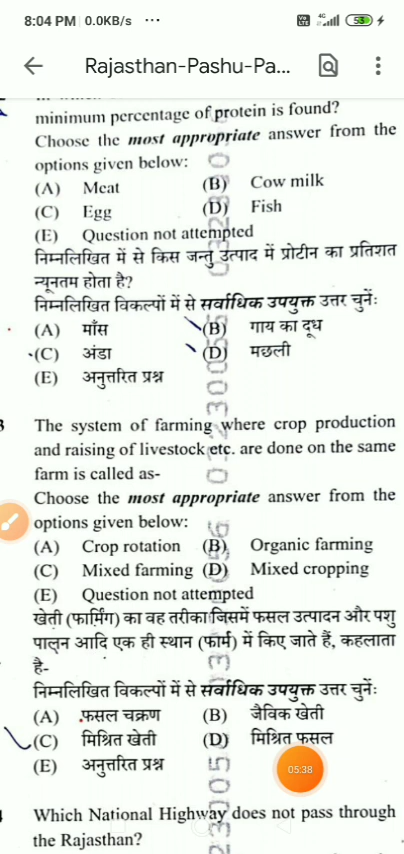 8:04 PM 0.0KB/s ...
4G 53
Rajasthan-Pashu-Pa...
minimum percentage of protein is found?
Choose the most appropriate answer from the
options given below:
(A) Meat (B) Cow milk
(C) Egg (D) Fish
(E) Question not attempted
निम्नलिखित में से किस जन्तु उत्पाद में प्रोटीन का प्रतिशत
न्यूनतम होता है?
निम्नलिखित विकल्पों में से सर्वाधिक उपयुक्त उत्तर चुनें:
(A) माँस (B) गाय का दूध
(C) अंडा (D) मछली
(E) अनुत्तरित प्रश्न
3 The system of farming where crop production
and raising of livestock etc. are done on the same
farm is called as-
Choose the most appropriate answer from the
options given below:
(A) Crop rotation (B) Organic farming
(C) Mixed farming (D) Mixed cropping
(E) Question not attempted
खेती (फार्मिंग) का वह तरीका जिसमें फसल उत्पादन और पशु
पालन आदि एक ही स्थान (फार्म) में किए जाते हैं, कहलाता
है-
निम्नलिखित विकल्पों में से सर्वाधिक उपयुक्त उत्तर चुनें:
(A) फसल चक्रण (B) जैविक खेती
(C) मिश्रित खेती (D) मिश्रित फसल
(E) अनुत्तरित प्रश्न
05:38
Which National Highway does not pass through
the Rajasthan?